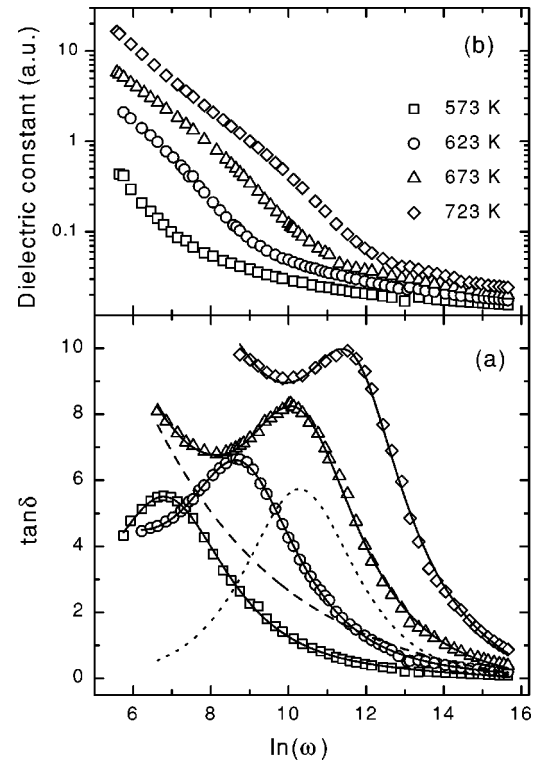 (b)
10
1
0.1
Dielectric constant (a.u.)
573 K
623 K
673 K
723 K
(a)
10
8
6
4
2
0
tanδ
6 8 10 12 14 16
ln(ω)